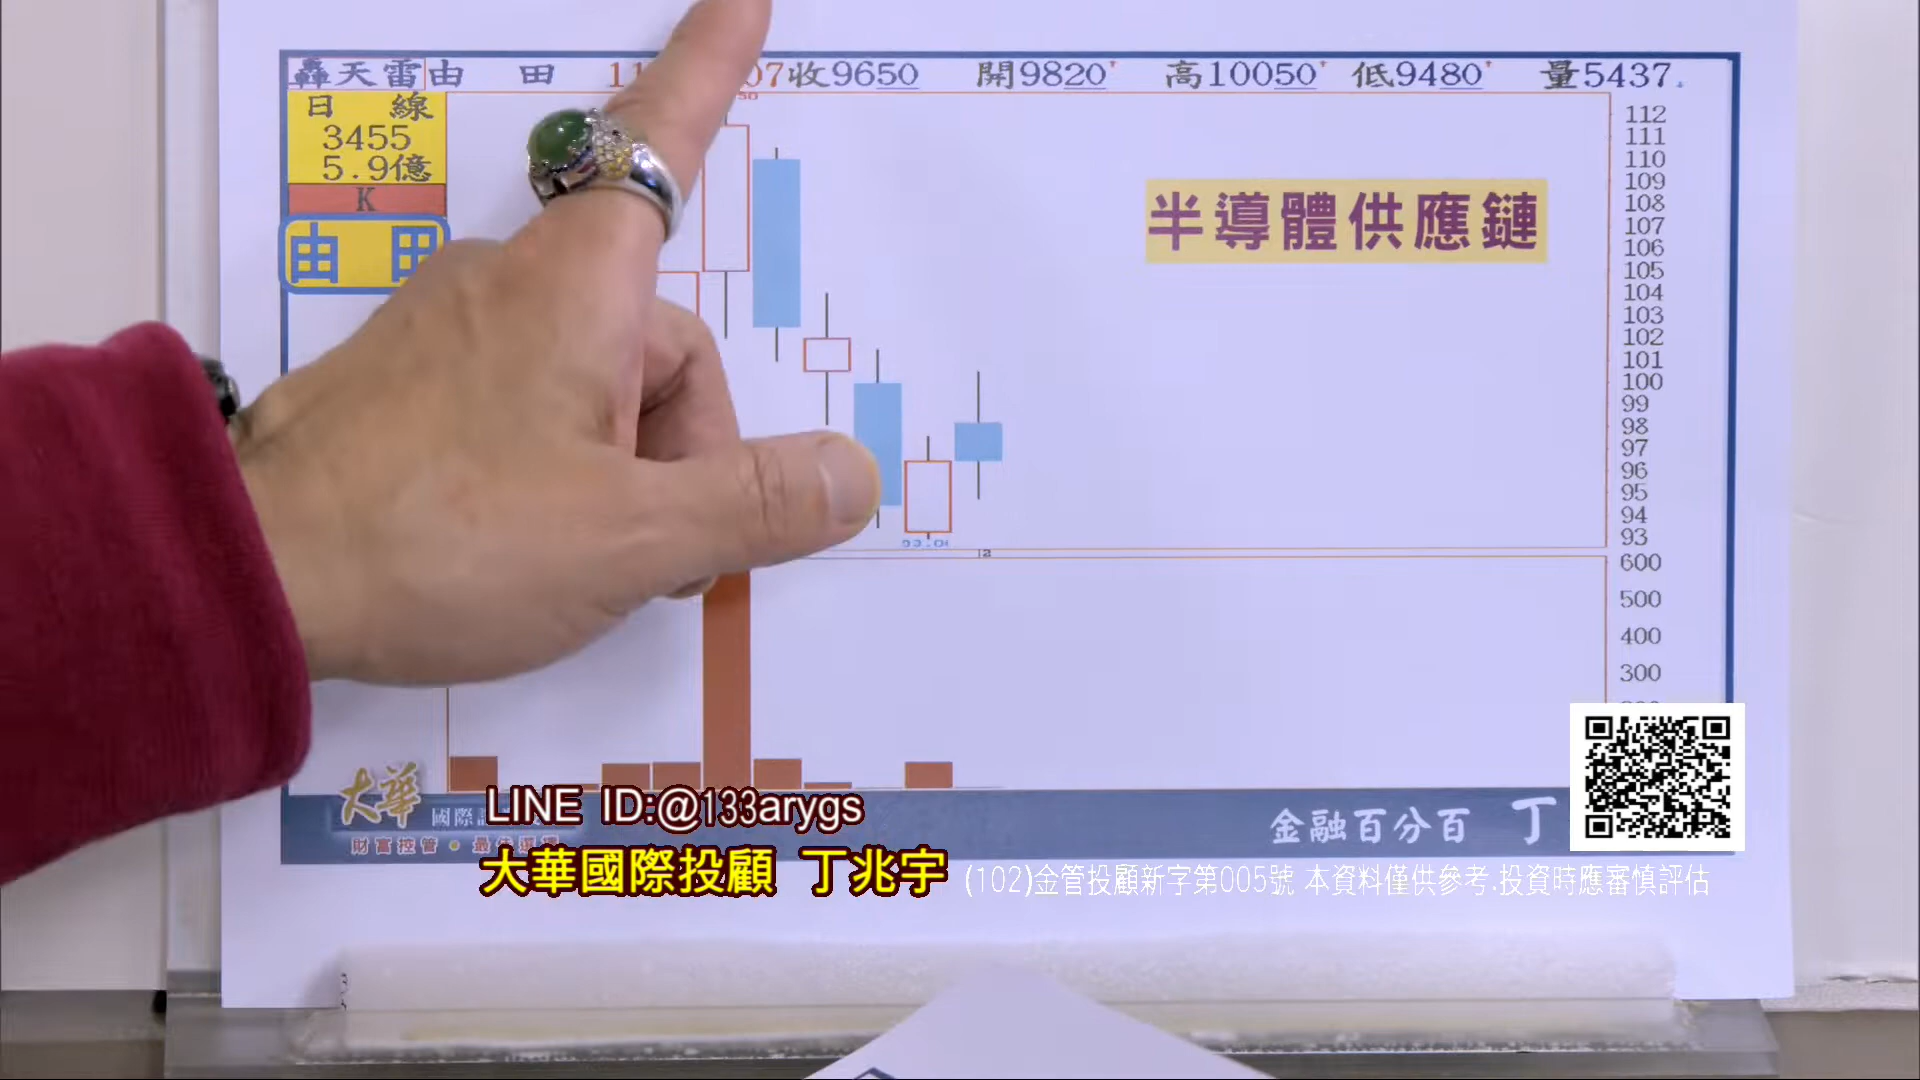 轟天雷由 田 11 07收9650 開9820 高10050 低9480 量5437
日 線
3455
5.9億
K
由 田
半導體供應鏈
112
111
110
109
108
107
106
105
104
103
102
101
100
99
98
97
96
95
94
93
12
600
500
400
300
大華
財富控管
金融百分百 丁
LINE ID:@133arygs
大華國際投顧 丁兆宇
(102)金管投顧新字第005號 本資料僅供參考.投資時應審慎評估